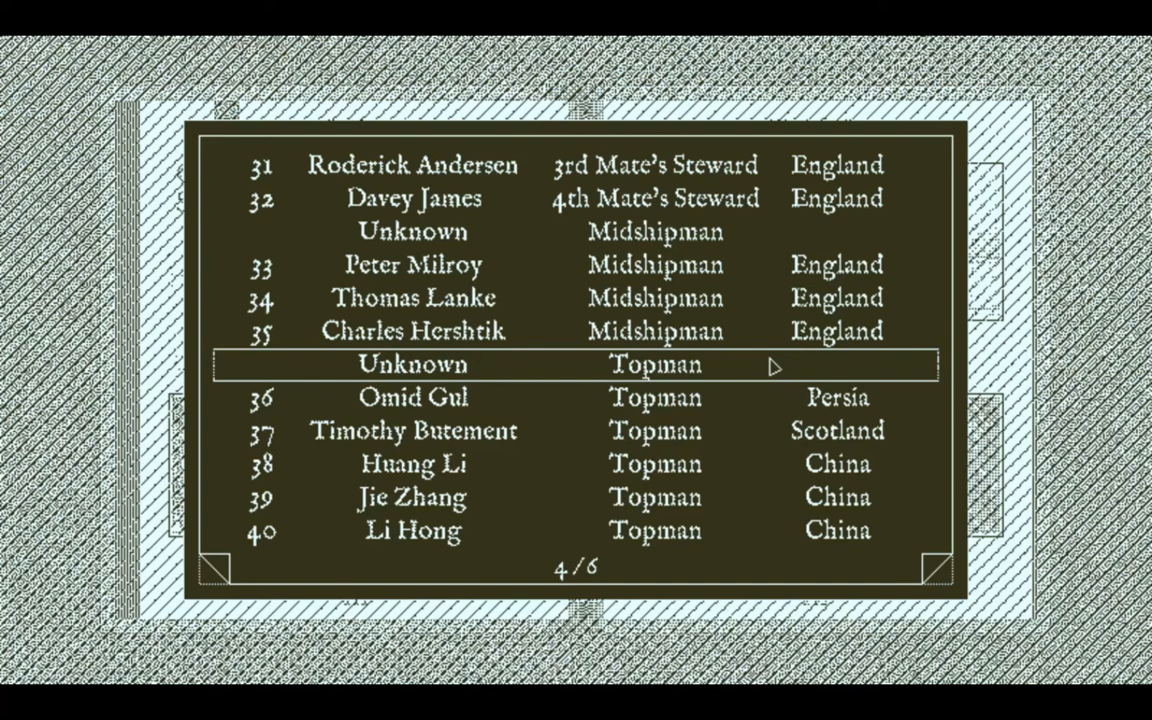 31 Roderick Andersen 3rd Mate's Steward England
32 Davey James 4th Mate's Steward England
Unknown Midshipman
33 Peter Milroy Midshipman England
34 Thomas Lanke Midshipman England
35 Charles Hershtik Midshipman England
Unknown Topman
36 Omid Gul Topman Persia
37 Timothy Butement Topman Scotland
38 Huang Li Topman China
39 Jie Zhang Topman China
40 Li Hong Topman China
4/6